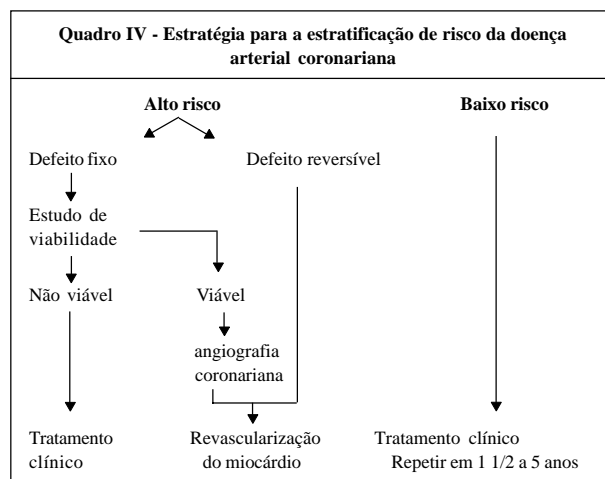 Quadro IV - Estratégia para a estratificação de risco da doença
arterial coronariana
Alto risco
Baixo risco
Defeito fixo
Defeito reversível
Estudo de
viabilidade
Não viável
Viável
angiografia
coronariana
Tratamento
clínico
Revascularização
do miocárdio
Tratamento clínico
Repetir em 1 1/2 a 5 anos